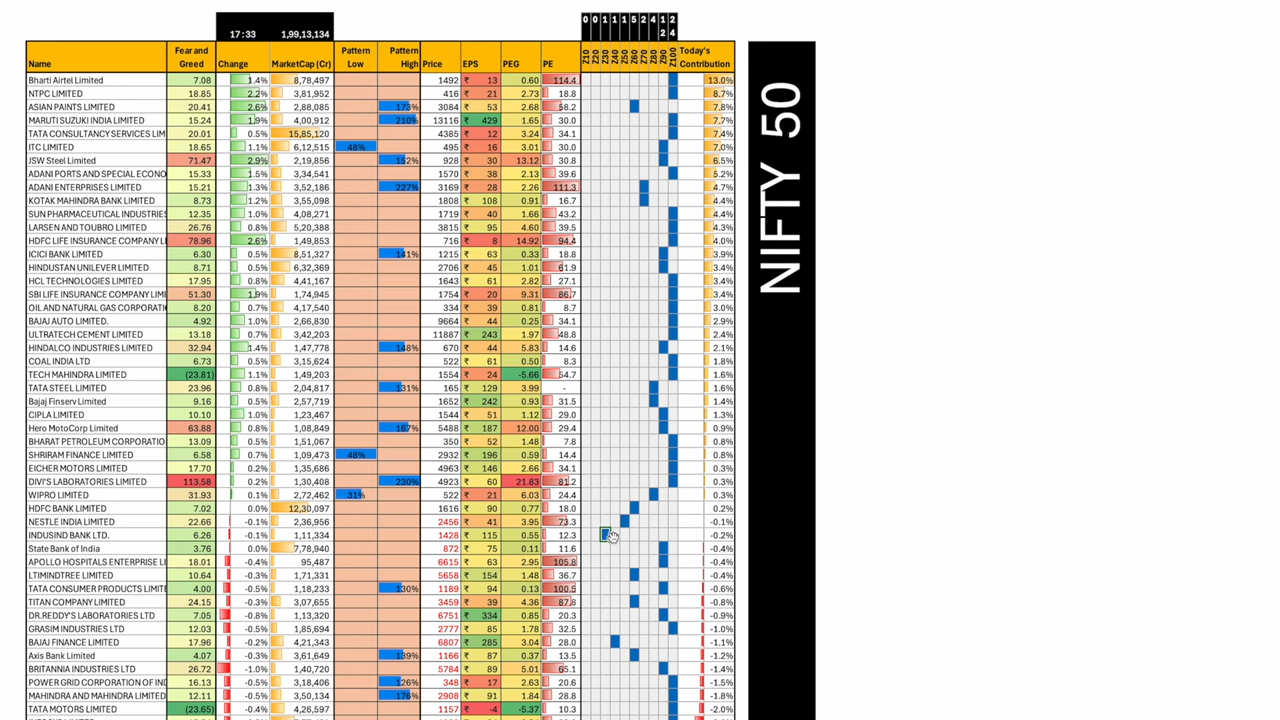 17:33 1,99,13,134 0 0 1 1 1 5 2 4 12 24
Name Fear and Greed Change MarketCap (Cr) Pattern Low Pattern High Price EPS PEG PE Z10 Z20 Z30 Z40 Z50 Z60 Z70 Z80 Z90 Z100 Today's Contribution
Bharti Airtel Limited 7.08 1.4% 8,78,497 1492 ₹ 13 0.60 114.4 13.0%
NTPC LIMITED 18.85 2.2% 3,81,952 416 ₹ 21 2.73 18.8 8.7%
ASIAN PAINTS LIMITED 20.41 2.6% 2,88,085 173% 3084 ₹ 53 2.68 58.2 7.8%
MARUTI SUZUKI INDIA LIMITED 15.24 1.9% 4,00,912 210% 13116 ₹ 429 1.65 30.0 7.7%
TATA CONSULTANCY SERVICES LIM 20.01 0.5% 15,85,120 4385 ₹ 12 3.24 34.1 7.4%
ITC LIMITED 18.65 1.1% 6,12,515 48% 495 ₹ 16 3.01 30.0 7.0%
JSW Steel Limited 71.47 2.9% 2,19,856 152% 928 ₹ 30 13.12 30.8 6.5%
ADANI PORTS AND SPECIAL ECONO 15.33 1.5% 3,34,541 1570 ₹ 38 2.13 39.6 5.2%
ADANI ENTERPRISES LIMITED 15.21 1.3% 3,52,186 227% 3169 ₹ 28 2.26 111.3 4.7%
KOTAK MAHINDRA BANK LIMITED 8.73 1.2% 3,55,098 1808 ₹ 108 0.91 16.7 4.4%
SUN PHARMACEUTICAL INDUSTRIES 12.35 1.0% 4,08,271 1719 ₹ 40 1.66 43.2 4.4%
LARSEN AND TOUBRO LIMITED 26.76 0.8% 5,20,388 3815 ₹ 95 4.60 39.5 4.3%
HDFC LIFE INSURANCE COMPANY LI 78.96 2.6% 1,49,853 716 ₹ 8 14.92 94.4 4.0%
ICICI BANK LIMITED 6.30 0.5% 8,51,327 141% 1215 ₹ 63 0.33 18.8 3.9%
HINDUSTAN UNILEVER LIMITED 8.71 0.5% 6,32,369 2706 ₹ 45 1.01 61.9 3.4%
HCL TECHNOLOGIES LIMITED 17.95 0.8% 4,41,167 1643 ₹ 61 2.82 27.1 3.4%
SBI LIFE INSURANCE COMPANY LIMI 51.30 1.9% 1,74,945 1754 ₹ 20 9.31 86.7 3.4%
OIL AND NATURAL GAS CORPORATI 8.20 0.7% 4,17,540 334 ₹ 39 0.81 8.7 3.0%
BAJAJ AUTO LIMITED. 4.92 1.0% 2,66,830 9664 ₹ 44 0.25 34.1 2.9%
ULTRATECH CEMENT LIMITED 13.18 0.7% 3,42,203 11887 ₹ 243 1.97 48.8 2.4%
HINDALCO INDUSTRIES LIMITED 32.94 1.4% 1,47,778 148% 670 ₹ 44 5.83 14.6 2.1%
COAL INDIA LTD 6.73 0.5% 3,15,624 522 ₹ 61 0.50 8.3 1.8%
TECH MAHINDRA LIMITED (23.81) 1.1% 1,49,203 1554 ₹ 24 -5.66 54.7 1.6%
TATA STEEL LIMITED 23.96 0.8% 2,04,817 131% 165 ₹ 129 3.99 - 1.6%
Bajaj Finserv Limited 9.16 0.5% 2,57,719 1652 ₹ 242 0.93 31.5 1.4%
CIPLA LIMITED 10.10 1.0% 1,23,467 1544 ₹ 51 1.12 29.0 1.3%
Hero MotoCorp Limited 63.88 0.8% 1,08,849 167% 5488 ₹ 187 12.00 29.4 0.9%
BHARAT PETROLEUM CORPORATIO 13.09 0.5% 1,51,067 350 ₹ 52 1.48 7.8 0.8%
SHRIRAM FINANCE LIMITED 6.58 0.7% 1,09,473 48% 2932 ₹ 196 0.59 14.4 0.8%
EICHER MOTORS LIMITED 17.70 0.2% 1,35,686 4963 ₹ 146 2.66 34.1 0.3%
DIVI'S LABORATORIES LIMITED 113.58 0.2% 1,30,408 230% 4923 ₹ 60 21.83 81.2 0.3%
WIPRO LIMITED 31.93 0.1% 2,72,462 31% 522 ₹ 21 6.03 24.4 0.3%
HDFC BANK LIMITED 7.02 0.0% 12,30,097 1616 ₹ 90 0.77 18.0 0.2%
NESTLE INDIA LIMITED 22.66 -0.1% 2,36,956 2456 ₹ 41 3.95 73.3 -0.1%
INDUSIND BANK LTD. 6.26 -0.1% 1,11,334 1428 ₹ 115 0.55 12.3 -0.2%
State Bank of India 3.76 0.0% 7,78,940 872 ₹ 75 0.11 11.6 -0.4%
APOLLO HOSPITALS ENTERPRISE LI 18.01 -0.4% 95,487 6615 ₹ 63 2.95 105.8 -0.4%
LTIMINDTREE LIMITED 10.64 -0.3% 1,71,331 5658 ₹ 154 1.48 36.7 -0.4%
TATA CONSUMER PRODUCTS LIMITE 4.00 -0.5% 1,18,233 130% 1189 ₹ 94 0.13 100.5 -0.6%
TITAN COMPANY LIMITED 24.15 -0.3% 3,07,655 3459 ₹ 39 4.36 87.8 -0.8%
DR.REDDY'S LABORATORIES LTD 7.05 -0.8% 1,13,320 6751 ₹ 334 0.85 20.3 -0.9%
GRASIM INDUSTRIES LTD 12.03 -0.5% 1,85,694 2777 ₹ 85 1.78 32.5 -1.0%
BAJAJ FINANCE LIMITED 17.96 -0.2% 4,21,343 6807 ₹ 285 3.04 28.0 -1.1%
Axis Bank Limited 4.07 -0.3% 3,61,649 139% 1166 ₹ 87 0.37 13.5 -1.2%
BRITANNIA INDUSTRIES LTD 26.72 -1.0% 1,40,720 5784 ₹ 89 5.01 65.1 -1.4%
POWER GRID CORPORATION OF IND 16.13 -0.5% 3,18,406 126% 348 ₹ 17 2.63 20.6 -1.5%
MAHINDRA AND MAHINDRA LIMITED 12.11 -0.5% 3,50,134 176% 2908 ₹ 91 1.84 28.8 -1.8%
TATA MOTORS LIMITED (23.65) -0.4% 4,26,597 1157 ₹ -4 -5.37 10.3 -2.0%
NIFTY 50